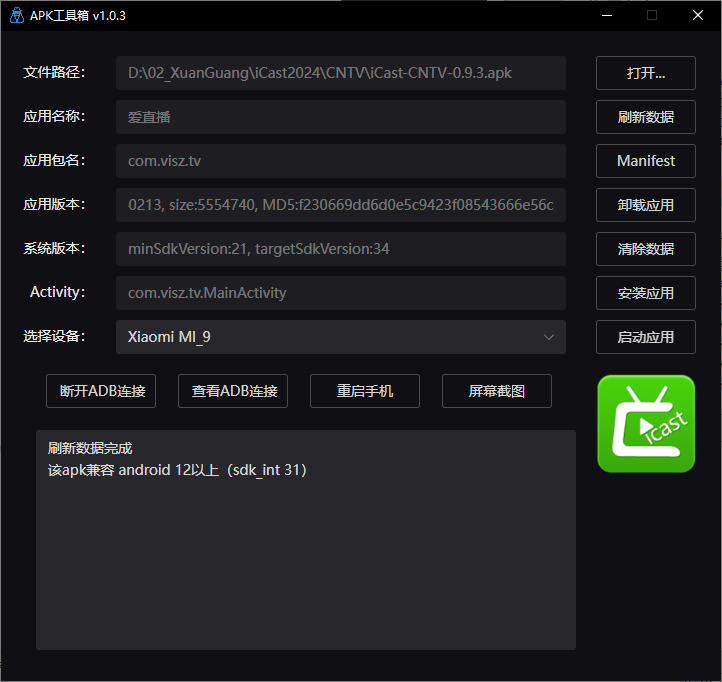 APK工具箱 v1.0.3
文件路径： D:\02_XuanGuang\iCast2024\CNTV\iCast-CNTV-0.9.3.apk 打开...
应用名称： 爱直播 刷新数据
应用包名： com.visz.tv Manifest
应用版本： 0213, size:5554740, MD5:f230669dd6d0e5c9423f08543666e56c 卸载应用
系统版本： minSdkVersion:21, targetSdkVersion:34 清除数据
Activity： com.visz.tv.MainActivity 安装应用
选择设备： Xiaomi MI_9 启动应用
断开ADB连接 查看ADB连接 重启手机 屏幕截图
iCast
刷新数据完成
该apk兼容 android 12以上（sdk_int 31）